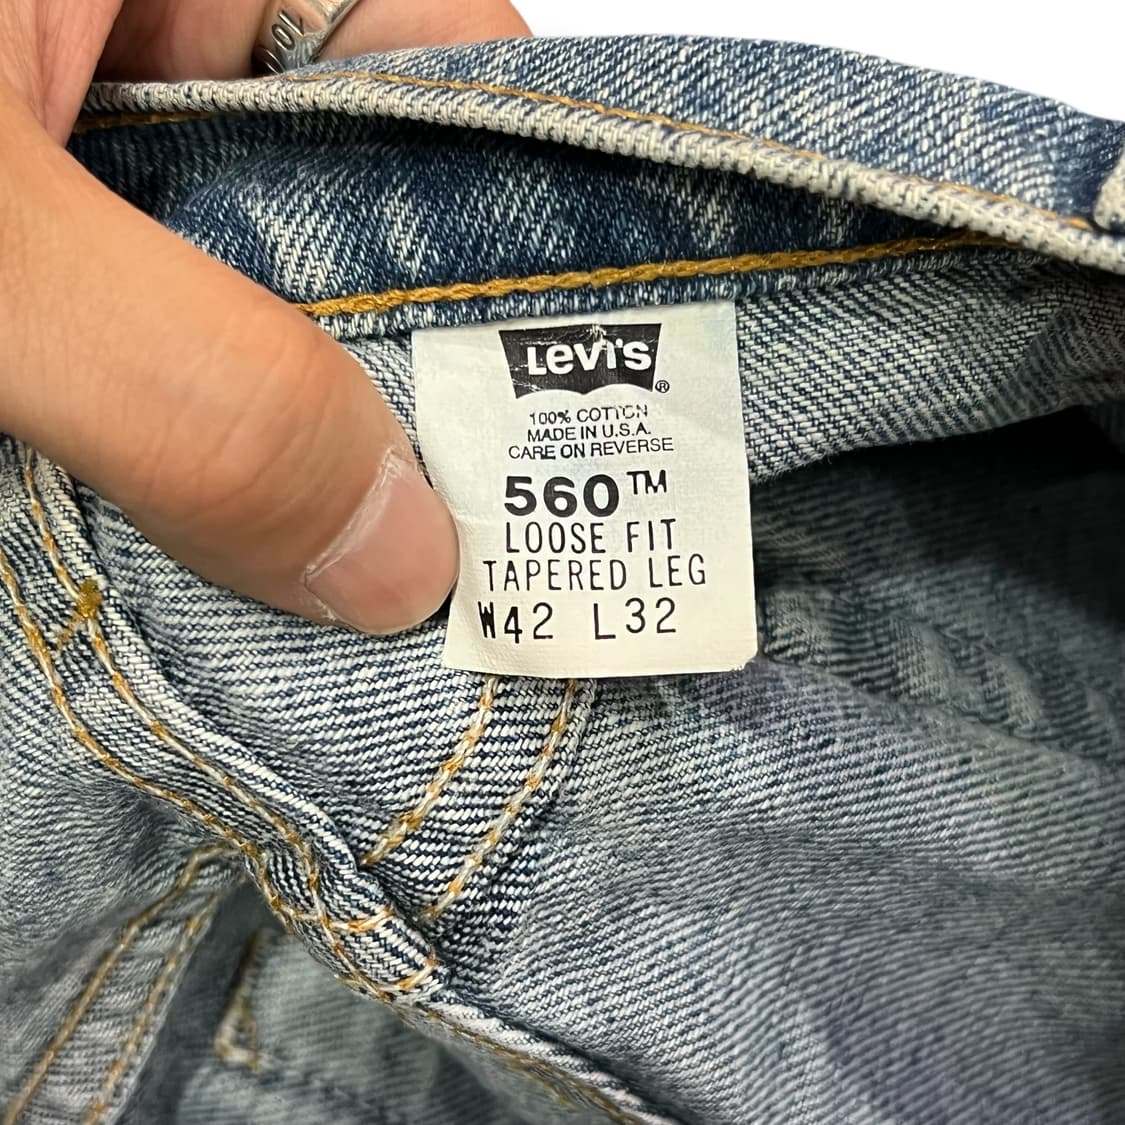 LEVI'S ®
100% COTTON
MADE IN U.S.A.
CARE ON REVERSE
560™
LOOSE FIT
TAPERED LEG
W42 L32